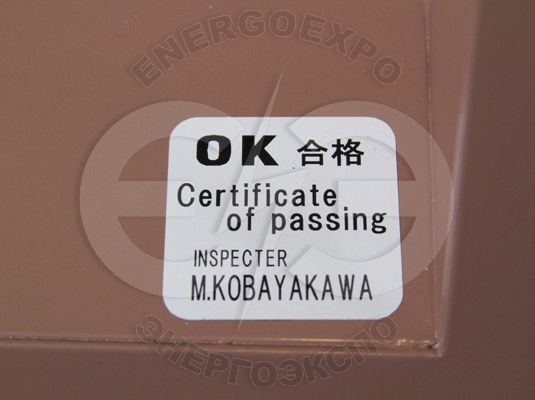 ENERGOEXPO
OK 合格
Certificate
of passing
INSPECTER
M.KOBAYAKAWA
ЭНЕРГОЭКСПО